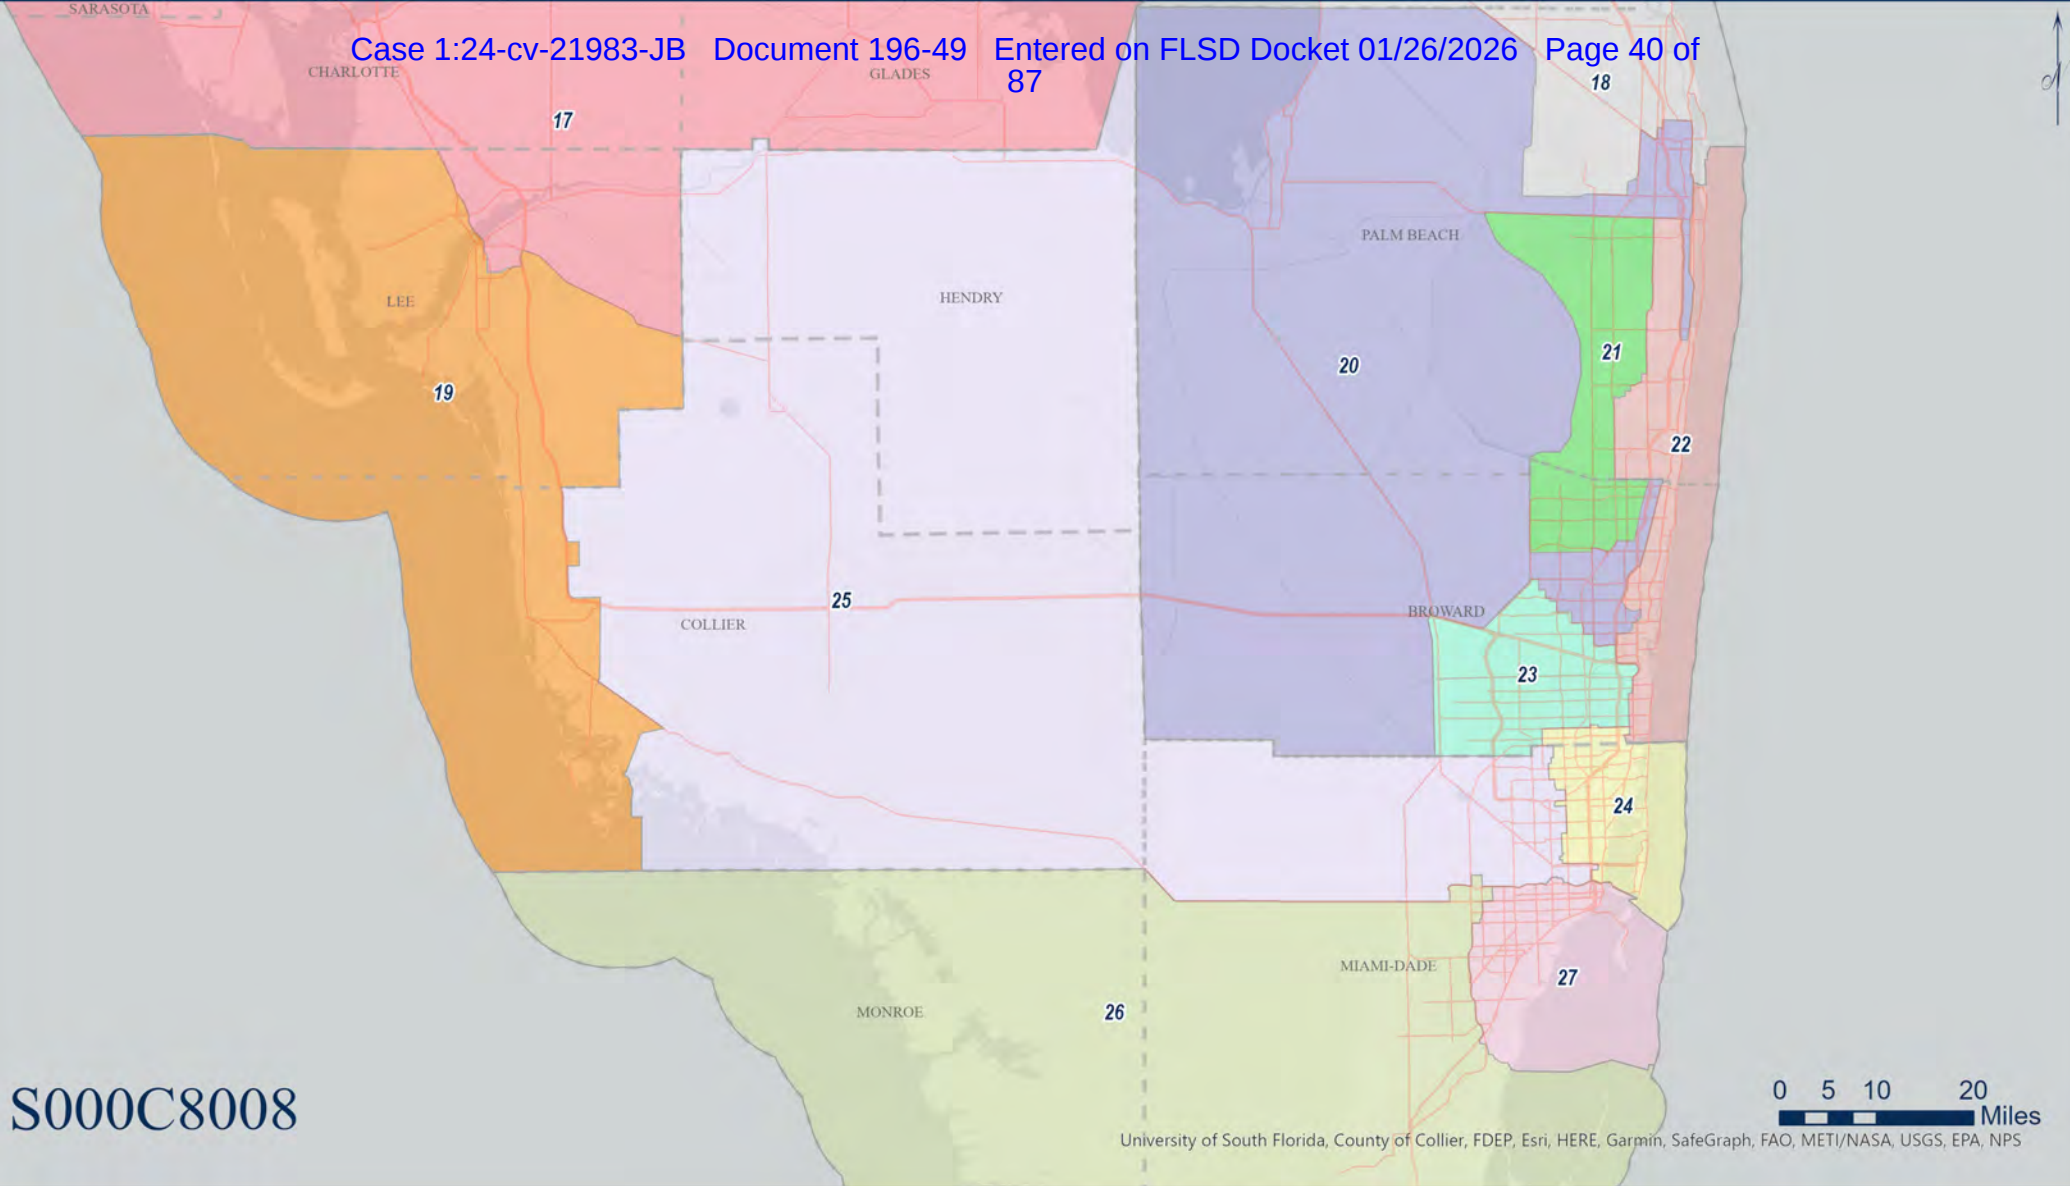 SARASOTA
Case 1:24-cv-21983-JB Document 196-49 Entered on FLSD Docket 01/26/2026 Page 40 of
87
CHARLOTTE
GLADES
18
17
PALM BEACH
HENDRY
LEE
21
20
19
22
25
BROWARD
COLLIER
23
24
MIAMI-DADE
27
MONROE
26
S000C8008
0 5 10 20
Miles
University of South Florida, County of Collier, FDEP, Esri, HERE, Garmin, SafeGraph, FAO, METI/NASA, USGS, EPA, NPS